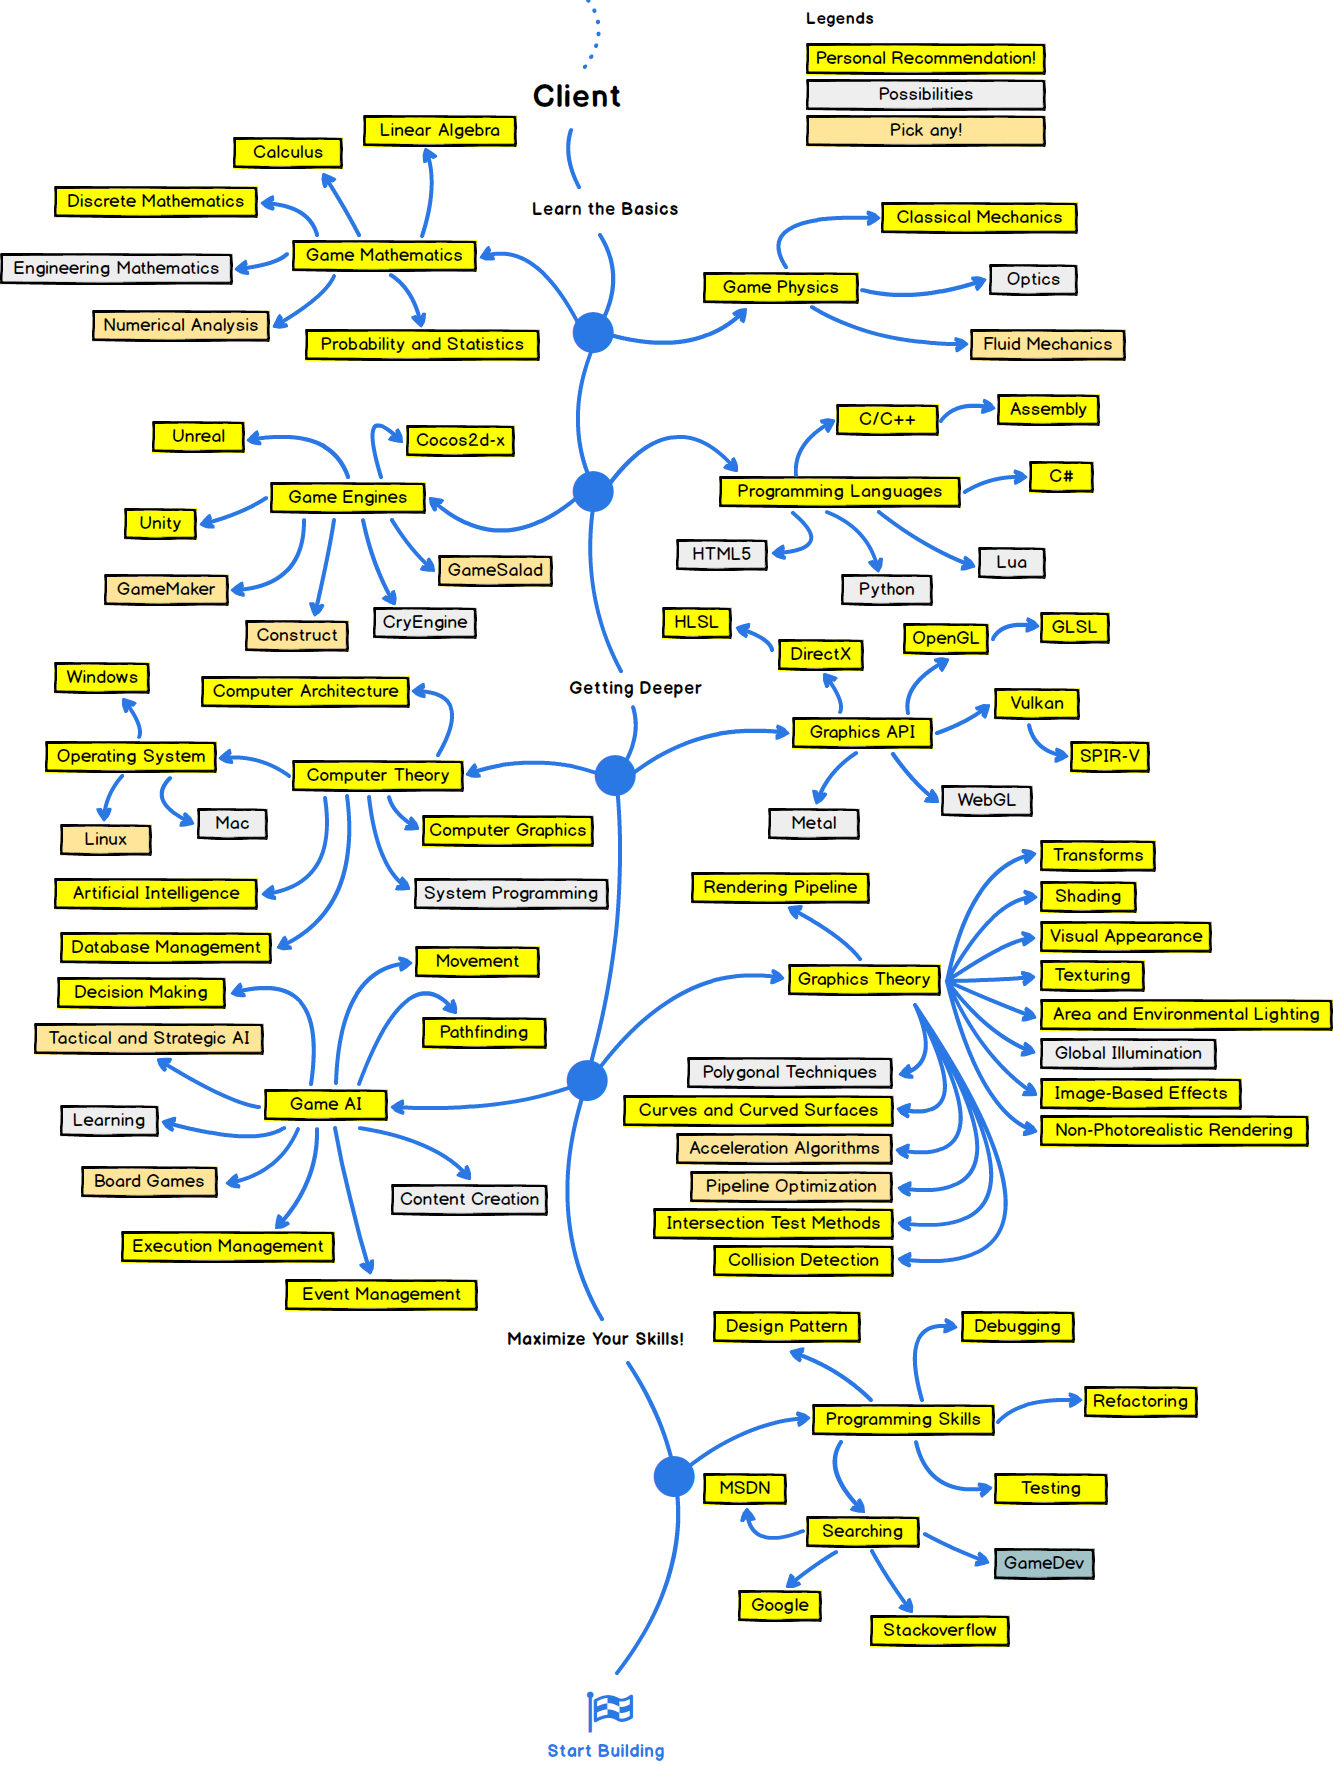 Legends
Personal Recommendation!
Possibilities
Pick any!
Client
Learn the Basics
Linear Algebra
Calculus
Discrete Mathematics
Game Mathematics
Engineering Mathematics
Numerical Analysis
Probability and Statistics
Classical Mechanics
Game Physics
Optics
Fluid Mechanics
Unreal
Cocos2d-x
Game Engines
Unity
GameMaker
Construct
CryEngine
GameSalad
C/C++
Assembly
Programming Languages
C#
HTML5
Python
Lua
Getting Deeper
Windows
Computer Architecture
Operating System
Computer Theory
Linux
Mac
Computer Graphics
Artificial Intelligence
System Programming
Database Management
HLSL
DirectX
OpenGL
GLSL
Graphics API
Vulkan
SPIR-V
Metal
WebGL
Decision Making
Movement
Pathfinding
Tactical and Strategic AI
Game AI
Learning
Board Games
Content Creation
Execution Management
Event Management
Rendering Pipeline
Graphics Theory
Transforms
Shading
Visual Appearance
Texturing
Area and Environmental Lighting
Global Illumination
Image-Based Effects
Non-Photorealistic Rendering
Polygonal Techniques
Curves and Curved Surfaces
Acceleration Algorithms
Pipeline Optimization
Intersection Test Methods
Collision Detection
Maximize Your Skills!
Design Pattern
Debugging
Programming Skills
Refactoring
Testing
MSDN
Searching
GameDev
Google
Stackoverflow
Start Building